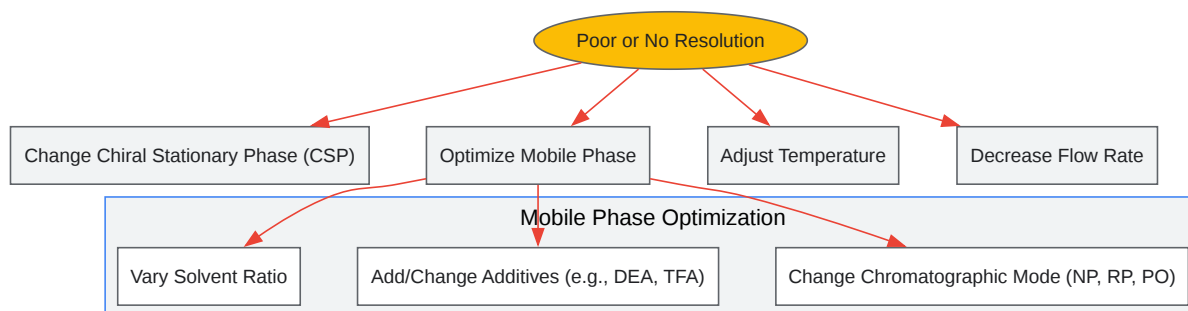 Poor or No Resolution
Change Chiral Stationary Phase (CSP)
Optimize Mobile Phase
Adjust Temperature
Decrease Flow Rate
Mobile Phase Optimization
Vary Solvent Ratio
Add/Change Additives (e.g., DEA, TFA)
Change Chromatographic Mode (NP, RP, PO)